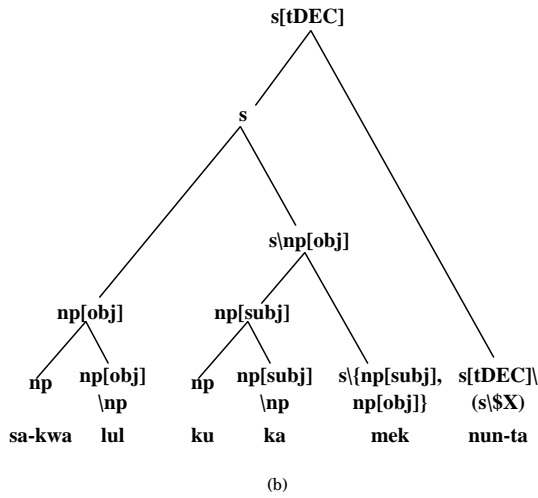 s[tDEC]
s
s\np[obj]
np[obj] np[subj]
np np[obj] np np[subj] s\{np[subj], s[tDEC]\
\np \np np[obj]} (s\$X)
sa-kwa lul ku ka mek nun-ta
(b)